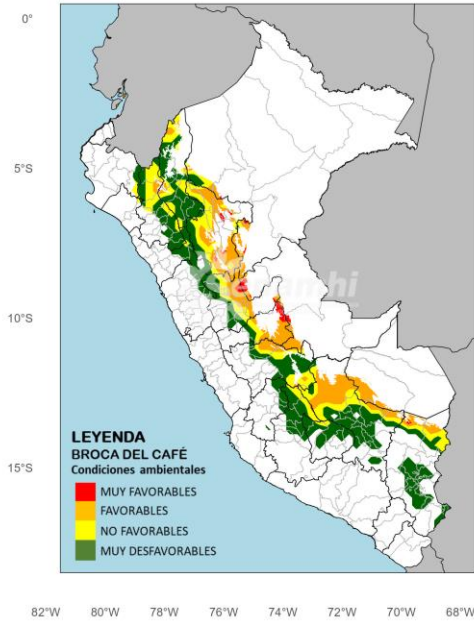 0°
5°S
10°S
15°S
senamhi
LEYENDA
BROCA DEL CAFÉ
Condiciones ambientales
MUY FAVORABLES
FAVORABLES
NO FAVORABLES
MUY DESFAVORABLES
82°W 80°W 78°W 76°W 74°W 72°W 70°W 68°W